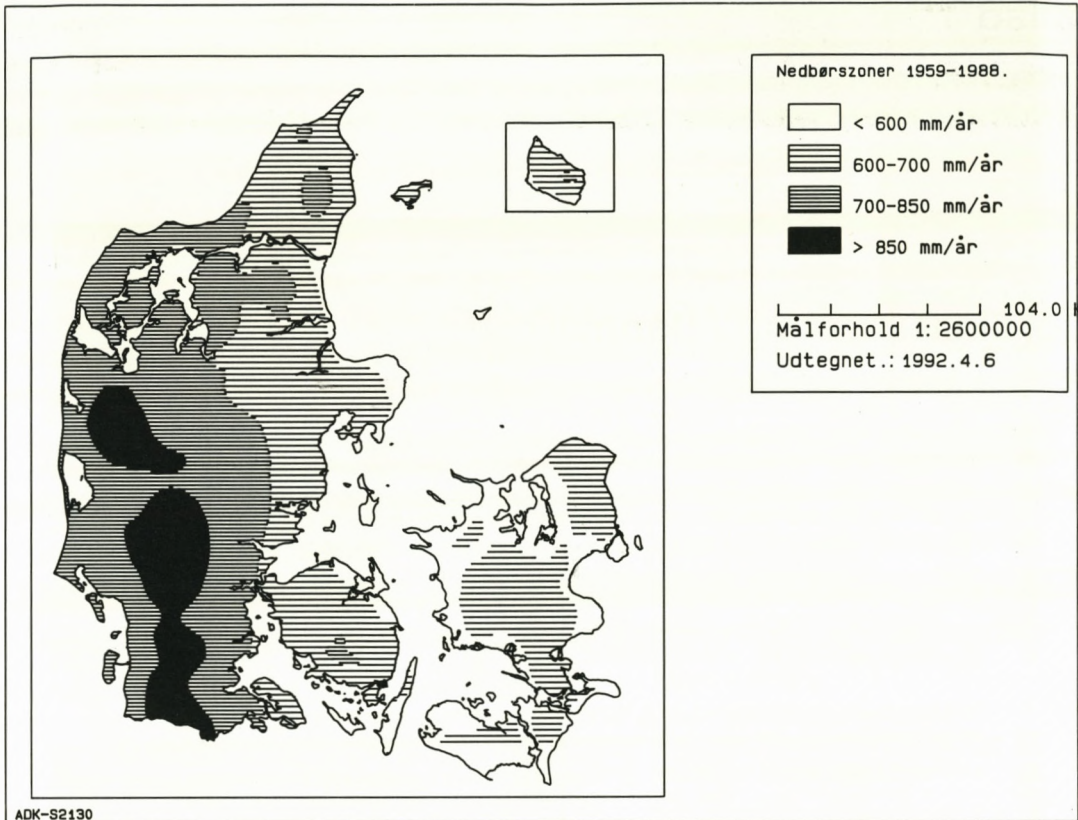 Nedbørszoner 1959-1988.
< 600 mm/år
600-700 mm/år
700-850 mm/år
> 850 mm/år
104.0
Målforhold 1: 2600000
Udtegnet.: 1992.4.6
ADK-S2130